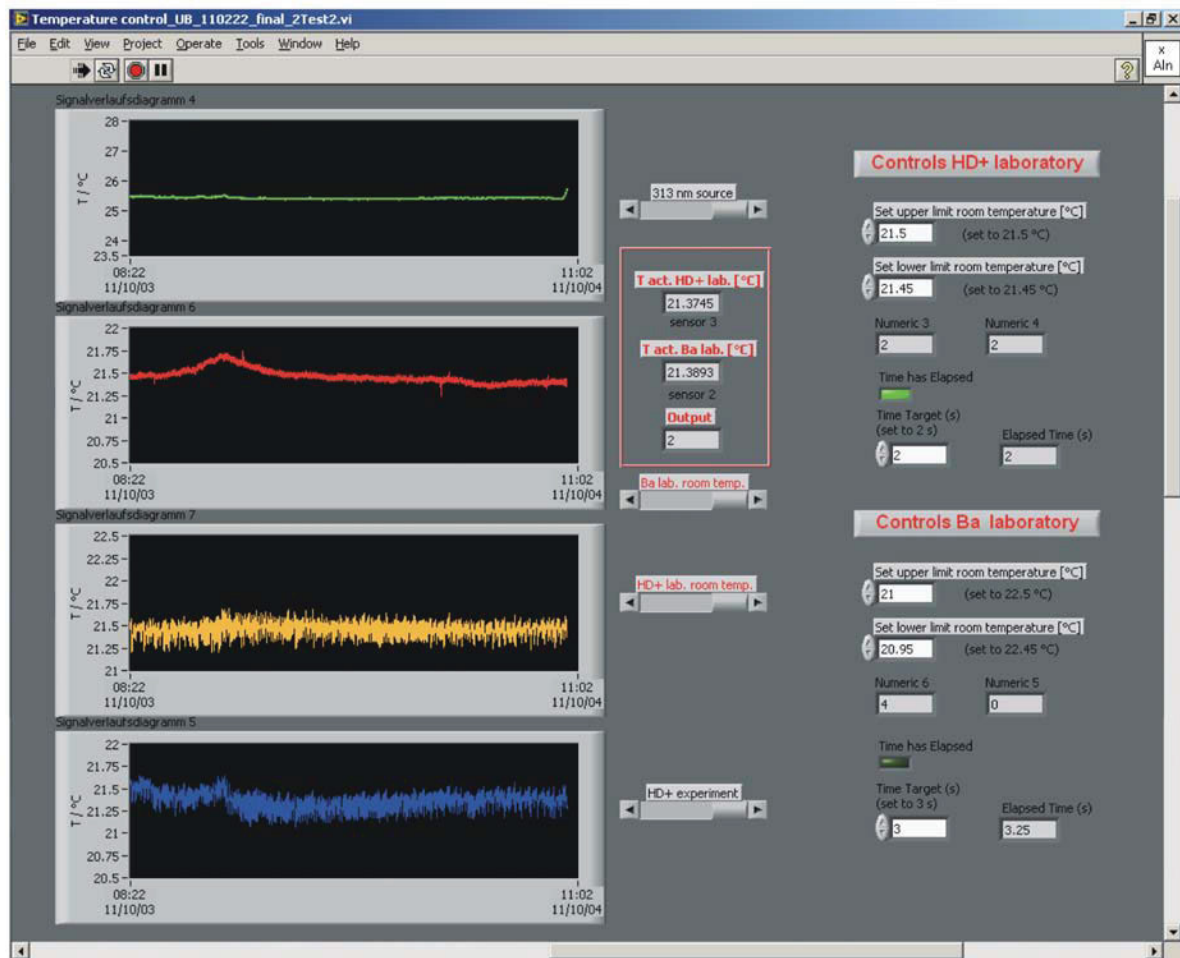 Temperature control_UB_110222_final_2Test2.vi
File Edit View Project Operate Tools Window Help
x
AIn
Signalverlaufsdiagramm 4
T / °C
28
27
26
25
24
23.5
08:22
11/10/03
11:02
11/10/04
Signalverlaufsdiagramm 6
T / °C
22
21.75
21.5
21.25
21
20.75
20.5
08:22
11/10/03
11:02
11/10/04
Signalverlaufsdiagramm 7
T / °C
22.5
22.25
22
21.75
21.5
21.25
21
08:22
11/10/03
11:02
11/10/04
Signalverlaufsdiagramm 5
T / °C
22
21.75
21.5
21.25
21
20.75
20.5
08:22
11/10/03
11:02
11/10/04
313 nm source
T act. HD+ lab. [°C]
21.3745
sensor 3
T act. Ba lab. [°C]
21.3893
sensor 2
Output
2
Ba lab. room temp.
HD+ lab. room temp.
HD+ experiment
Controls HD+ laboratory
Set upper limit room temperature [°C]
21.5 (set to 21.5 °C)
Set lower limit room temperature [°C]
21.45 (set to 21.45 °C)
Numeric 3 Numeric 4
2 2
Time has Elapsed
Time Target (s)
(set to 2 s) Elapsed Time (s)
2 2
Controls Ba laboratory
Set upper limit room temperature [°C]
21 (set to 22.5 °C)
Set lower limit room temperature [°C]
20.95 (set to 22.45 °C)
Numeric 6 Numeric 5
4 0
Time has Elapsed
Time Target (s)
(set to 3 s) Elapsed Time (s)
3 3.25